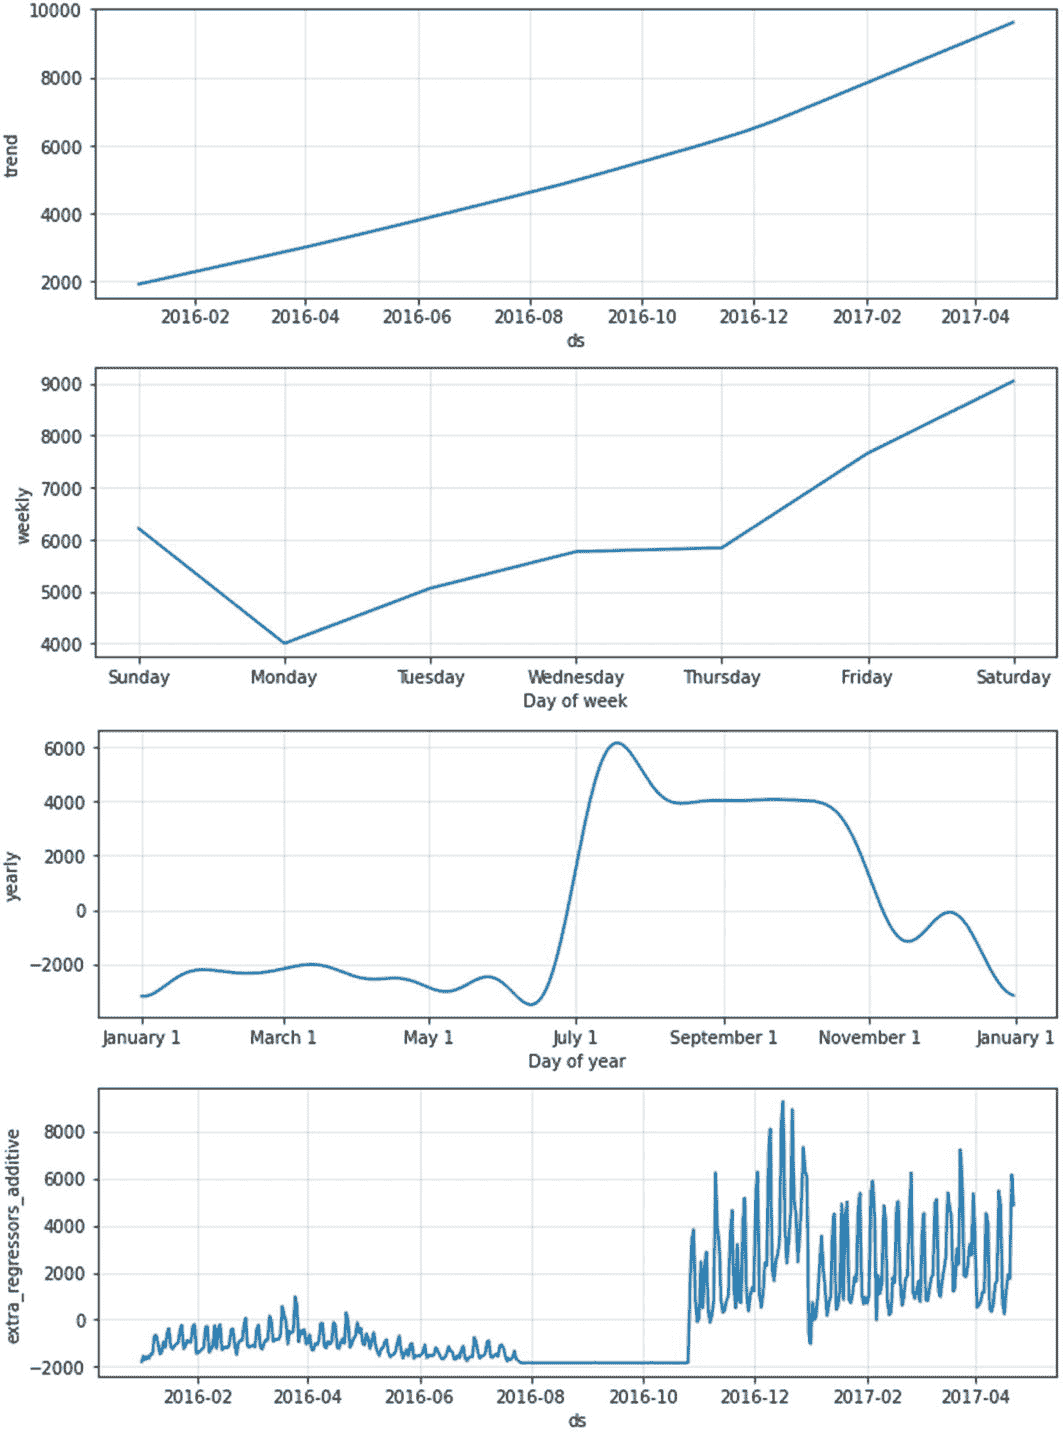 10000
8000
6000
4000
2000
trend
2016-02 2016-04 2016-06 2016-08 2016-10 2016-12 2017-02 2017-04
ds
9000
8000
7000
6000
5000
4000
weekly
Sunday Monday Tuesday Wednesday Thursday Friday Saturday
Day of week
6000
4000
2000
0
−2000
yearly
January 1 March 1 May 1 July 1 September 1 November 1 January 1
Day of year
8000
6000
4000
2000
0
−2000
extra_regressors_additive
2016-02 2016-04 2016-06 2016-08 2016-10 2016-12 2017-02 2017-04
ds